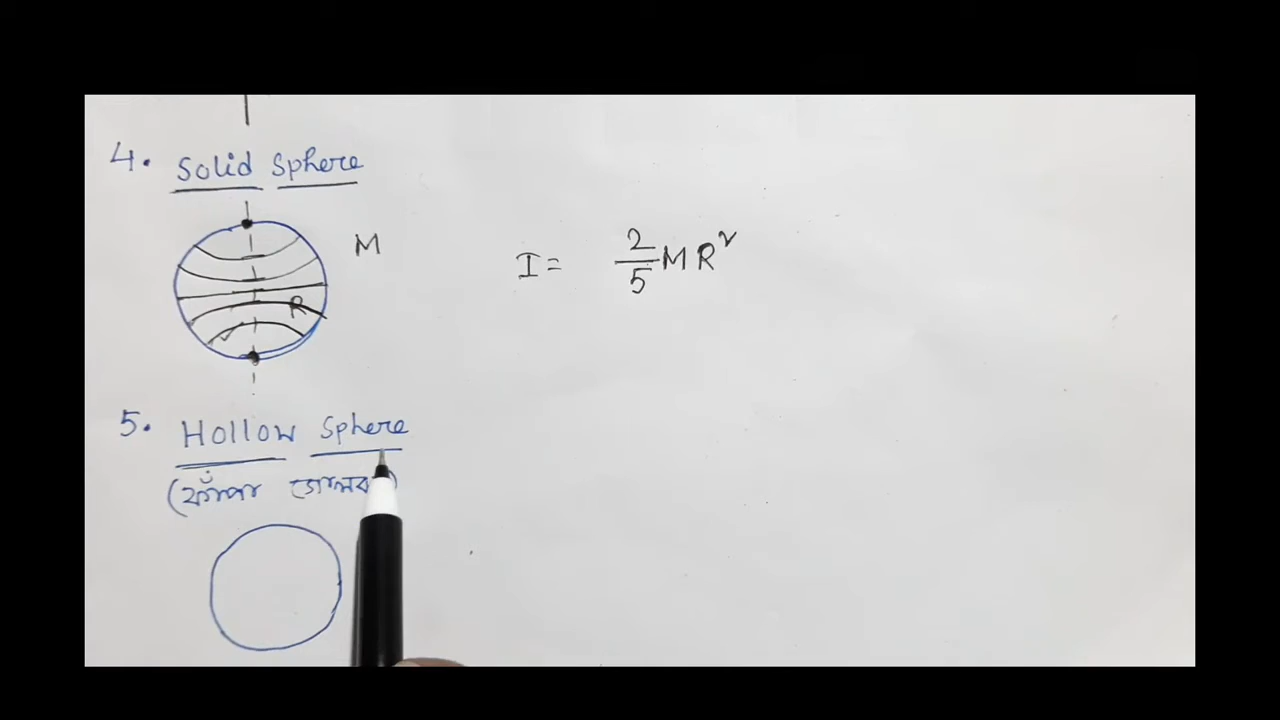 4. Solid Sphere
M
I = 2/5 MR²
R
5. Hollow Sphere
(ফাঁপা গোলক)